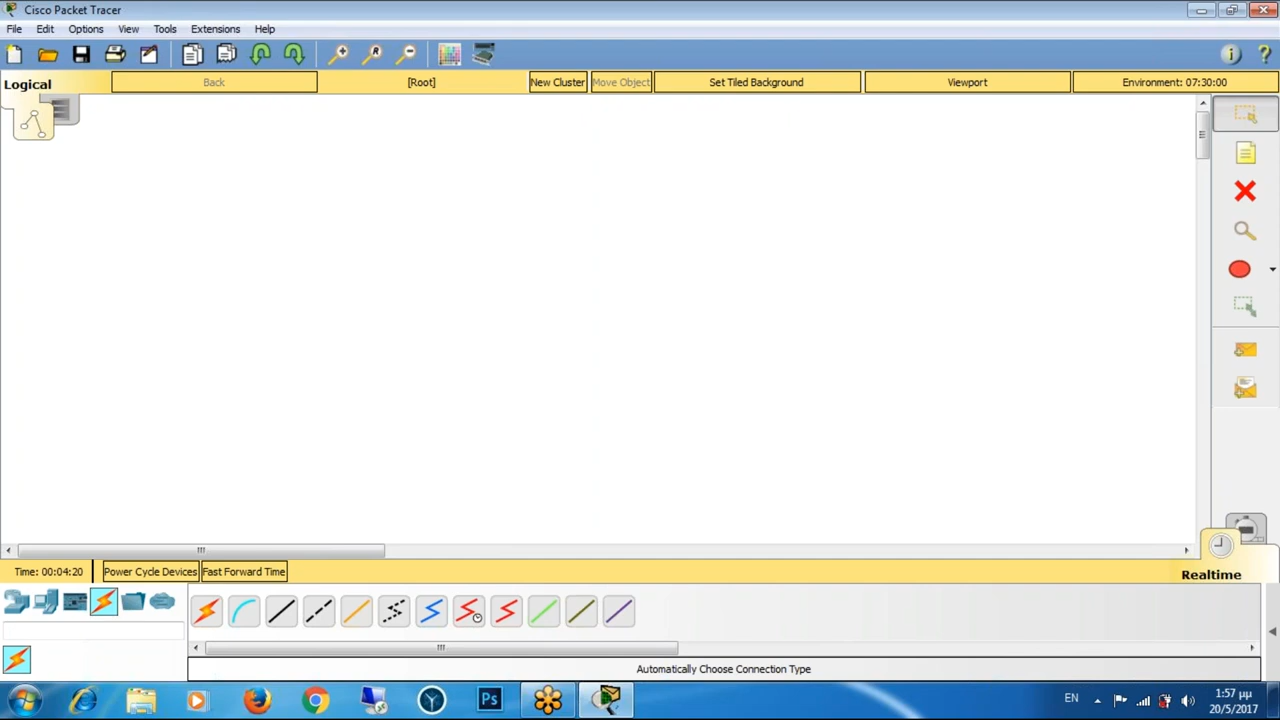 Cisco Packet Tracer
File Edit Options View Tools Extensions Help
Logical Back [Root] New Cluster Move Object Set Tiled Background Viewport Environment: 07:30:00
Time: 00:04:20 Power Cycle Devices Fast Forward Time Realtime
Automatically Choose Connection Type
Ps EN 1:57 μμ
20/5/2017